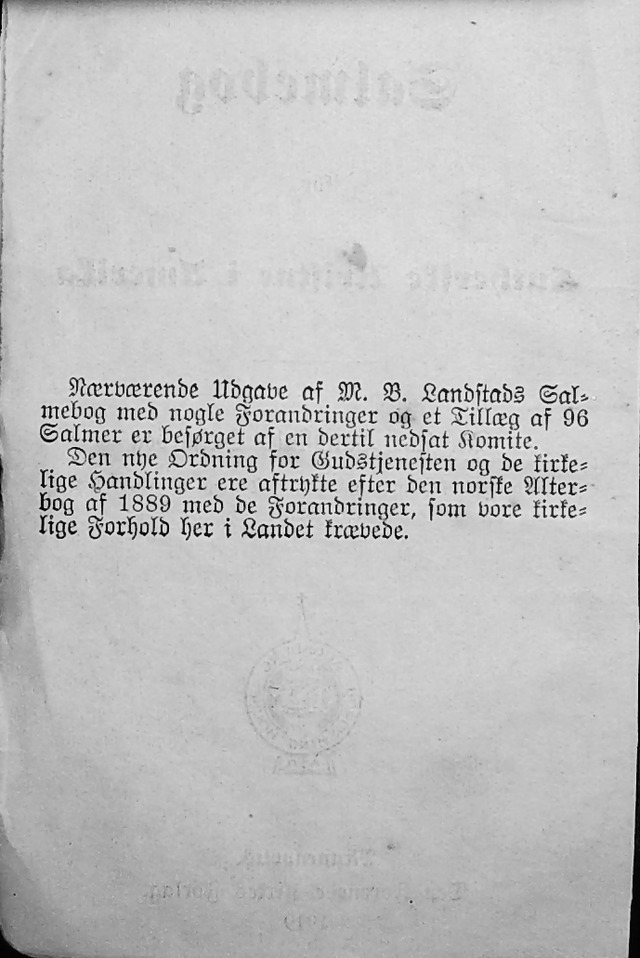 Nærværende Udgave af M. B. Landstads Sal-
mebog med nogle Forandringer og et Tillæg af 96
Salmer er besørget af en dertil nedsat Komite.
Den nye Ordning for Gudstjenesten og de kirke-
lige Handlinger ere aftrykte efter den norske Alter-
bog af 1889 med de Forandringer, som vore kirke-
lige Forhold her i Landet krævede.